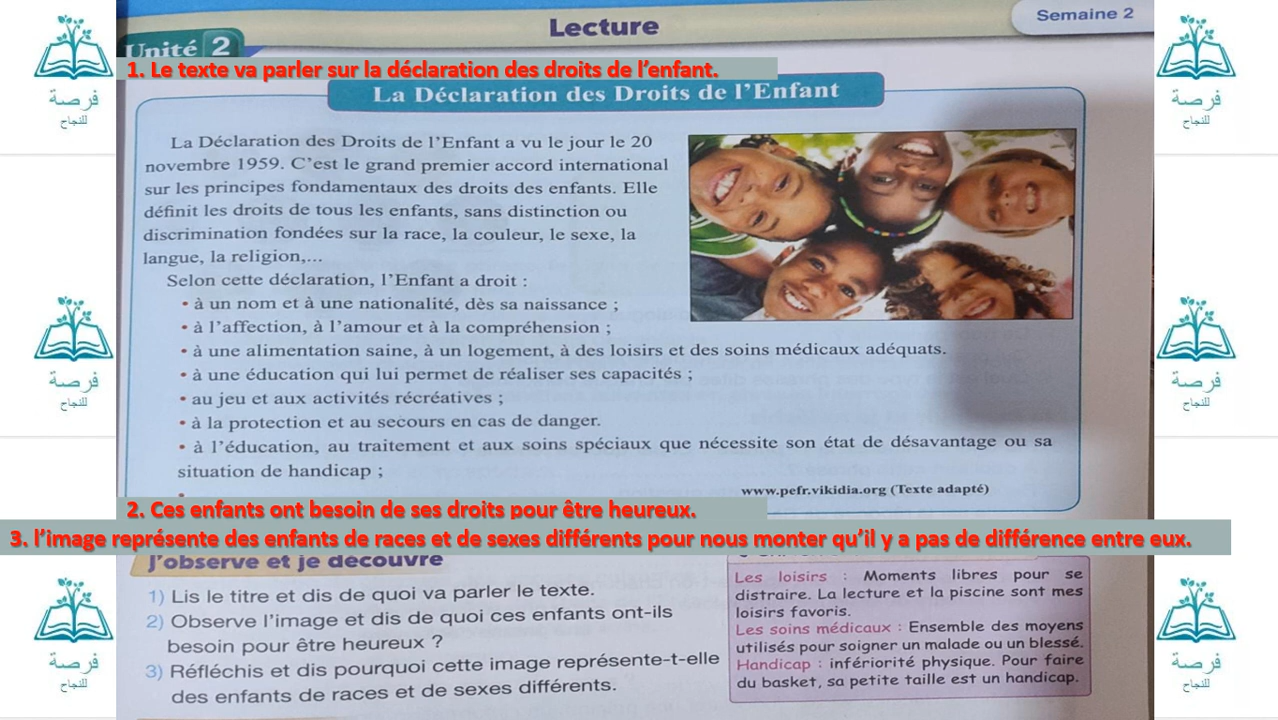 Lecture
Semaine 2
Unité 2
1. Le texte va parler sur la déclaration des droits de l'enfant.
La Déclaration des Droits de l'Enfant
La Déclaration des Droits de l'Enfant a vu le jour le 20
novembre 1959. C'est le grand premier accord international
sur les principes fondamentaux des droits des enfants. Elle
définit les droits de tous les enfants, sans distinction ou
discrimination fondées sur la race, la couleur, le sexe, la
langue, la religion,...
Selon cette déclaration, l'Enfant a droit :
• à un nom et à une nationalité, dès sa naissance ;
• à l'affection, à l'amour et à la compréhension ;
• à une alimentation saine, à un logement, à des loisirs et des soins médicaux adéquats.
• à une éducation qui lui permet de réaliser ses capacités ;
• au jeu et aux activités récréatives ;
• à la protection et au secours en cas de danger.
• à l'éducation, au traitement et aux soins spéciaux que nécessite son état de désavantage ou sa
situation de handicap ;
www.pefr.vikidia.org (Texte adapté)
2. Ces enfants ont besoin de ses droits pour être heureux.
3. l'image représente des enfants de races et de sexes différents pour nous monter qu'il y a pas de différence entre eux.
J'observe et je découvre
1) Lis le titre et dis de quoi va parler le texte.
2) Observe l'image et dis de quoi ces enfants ont-ils
besoin pour être heureux ?
3) Réfléchis et dis pourquoi cette image représente-t-elle
des enfants de races et de sexes différents.
Les loisirs : Moments libres pour se
distraire. La lecture et la piscine sont mes
loisirs favoris.
Les soins médicaux : Ensemble des moyens
utilisés pour soigner un malade ou un blessé.
Handicap : infériorité physique. Pour faire
du basket, sa petite taille est un handicap.
فرصة
للنجاح
فرصة
للنجاح
فرصة
للنجاح
فرصة
للنجاح
فرصة
للنجاح
فرصة
للنجاح